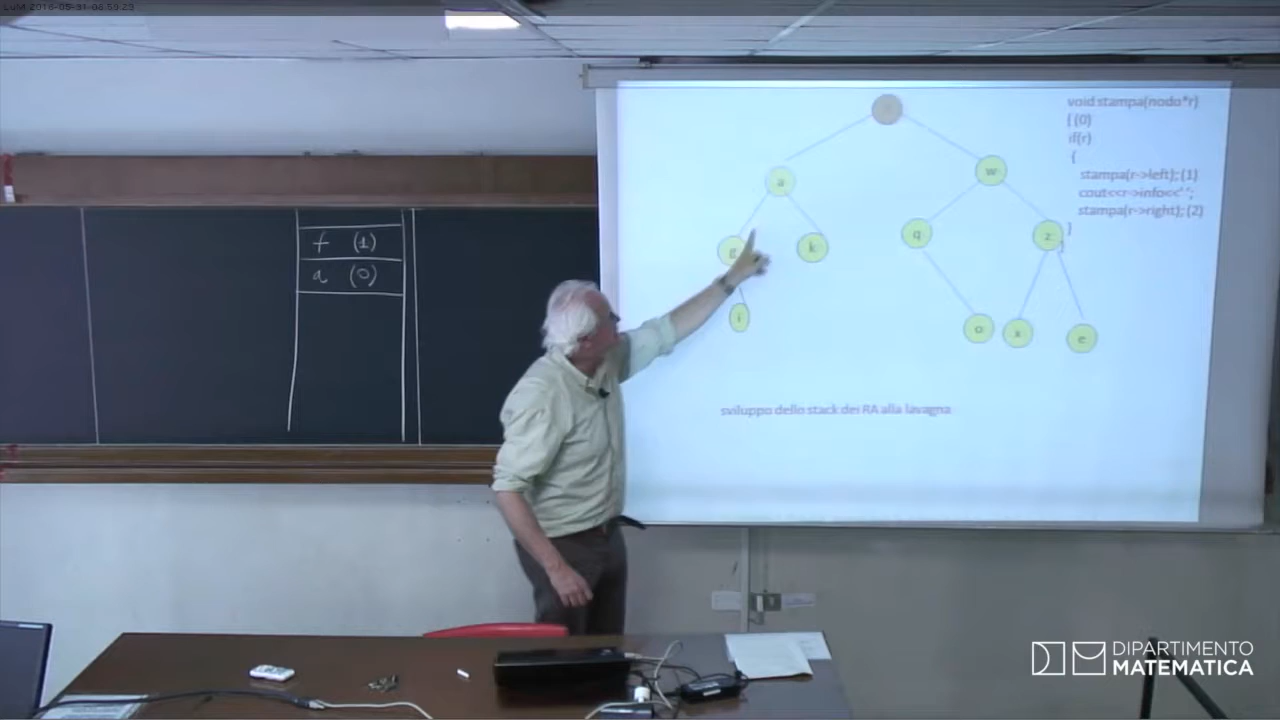 LuM 2016-05-31 08:59:29
f (1)
a (0)
a
w
g
k
q
z
i
o
x
e
void stampa(nodo*r)
{ (0)
if(r)
{
stampa(r->left); (1)
cout<<r->info<<' ';
stampa(r->right); (2)
}
}
sviluppo dello stack dei RA alla lavagna
DIPARTIMENTO
MATEMATICA